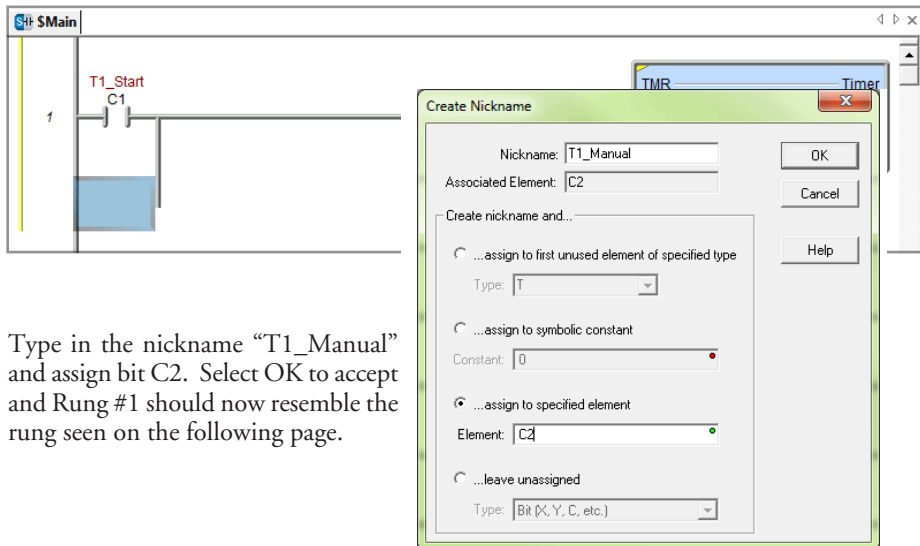 $Main
T1_Start
C1
1
TMR Timer
Create Nickname
Nickname: T1_Manual
OK
Associated Element: C2
Cancel
Create nickname and...
Help
...assign to first unused element of specified type
Type: T
...assign to symbolic constant
Constant: 0
...assign to specified element
Element: C2
...leave unassigned
Type: Bit (X, Y, C, etc.)
Type in the nickname “T1_Manual”
and assign bit C2. Select OK to accept
and Rung #1 should now resemble the
rung seen on the following page.